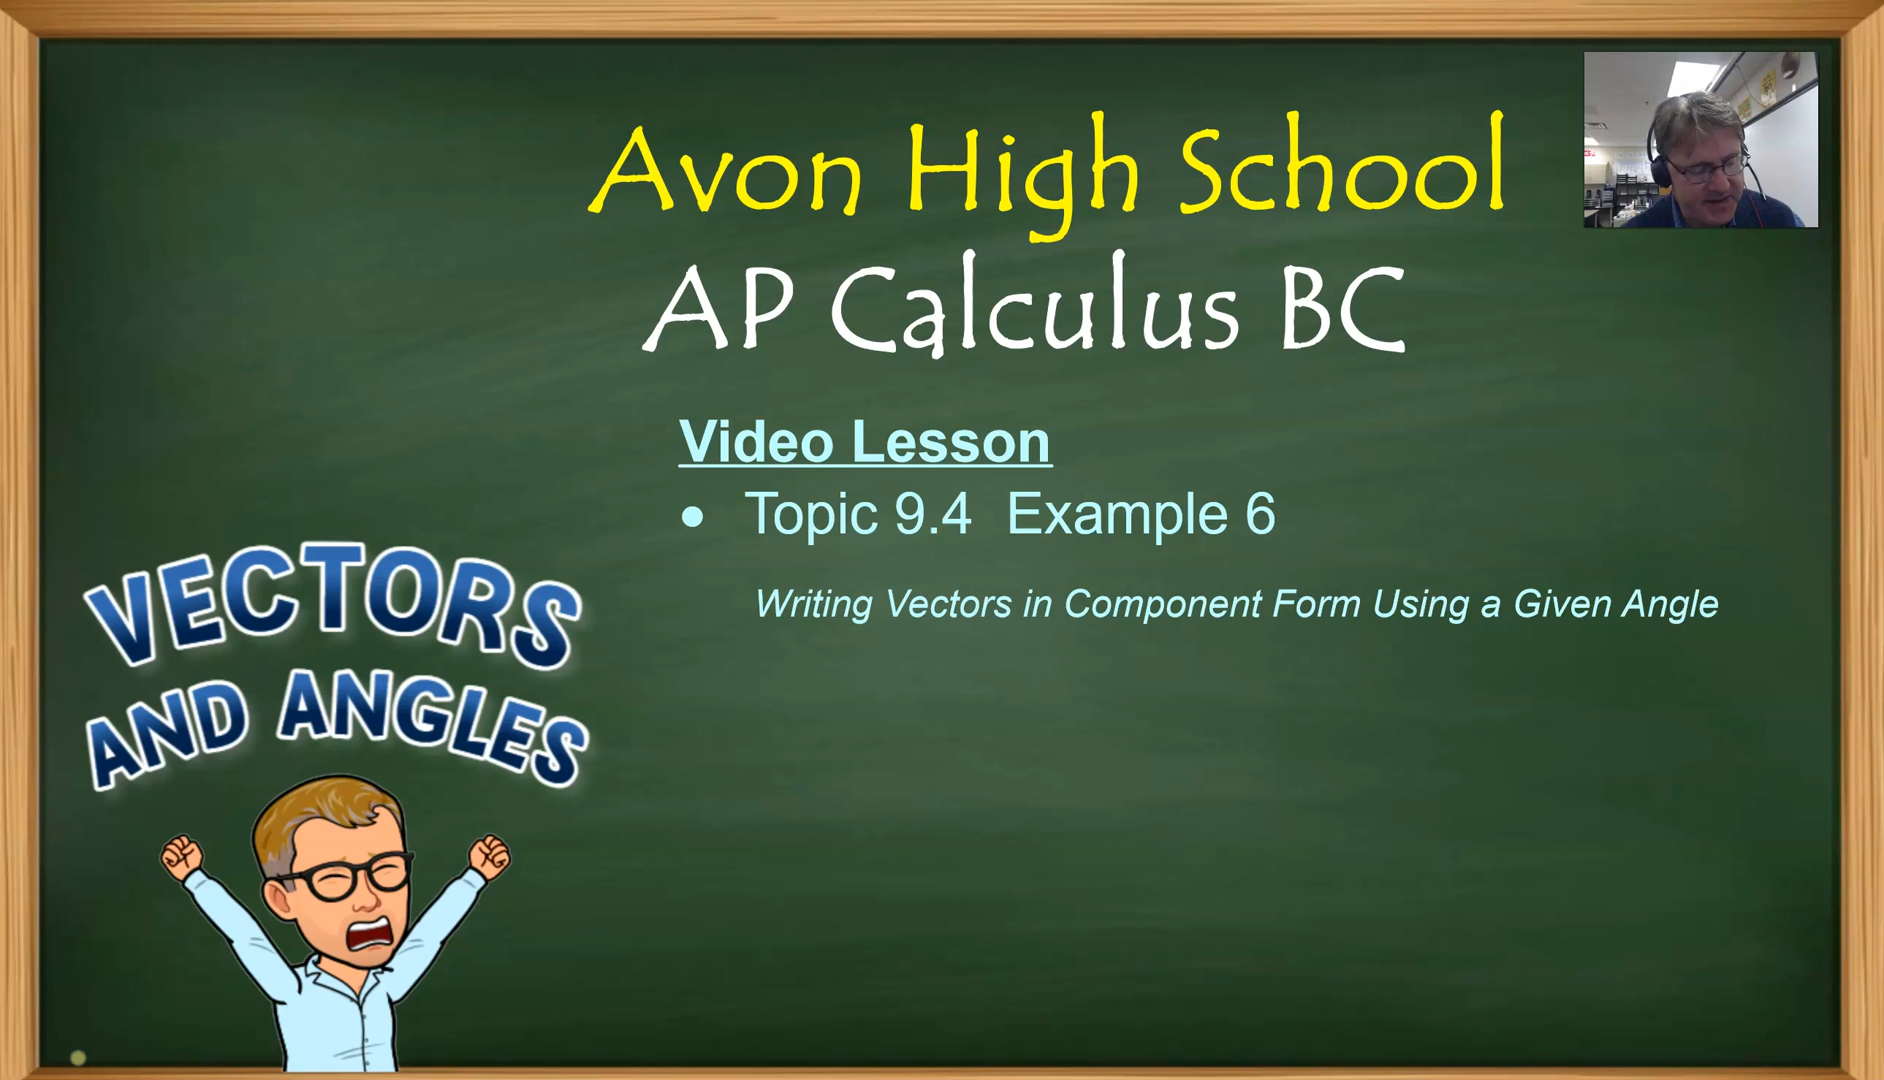 Avon High School
AP Calculus BC
Video Lesson
• Topic 9.4 Example 6
Writing Vectors in Component Form Using a Given Angle
VECTORS
AND ANGLES